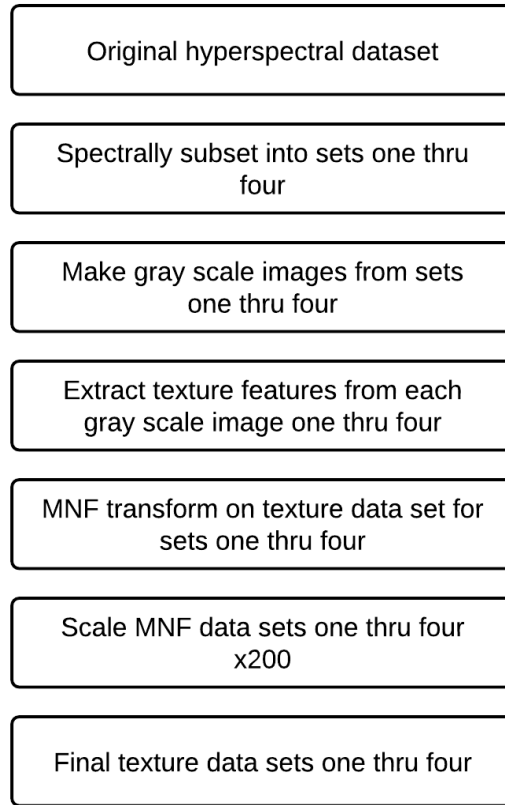 Original hyperspectral dataset
Spectrally subset into sets one thru
four
Make gray scale images from sets
one thru four
Extract texture features from each
gray scale image one thru four
MNF transform on texture data set for
sets one thru four
Scale MNF data sets one thru four
x200
Final texture data sets one thru four